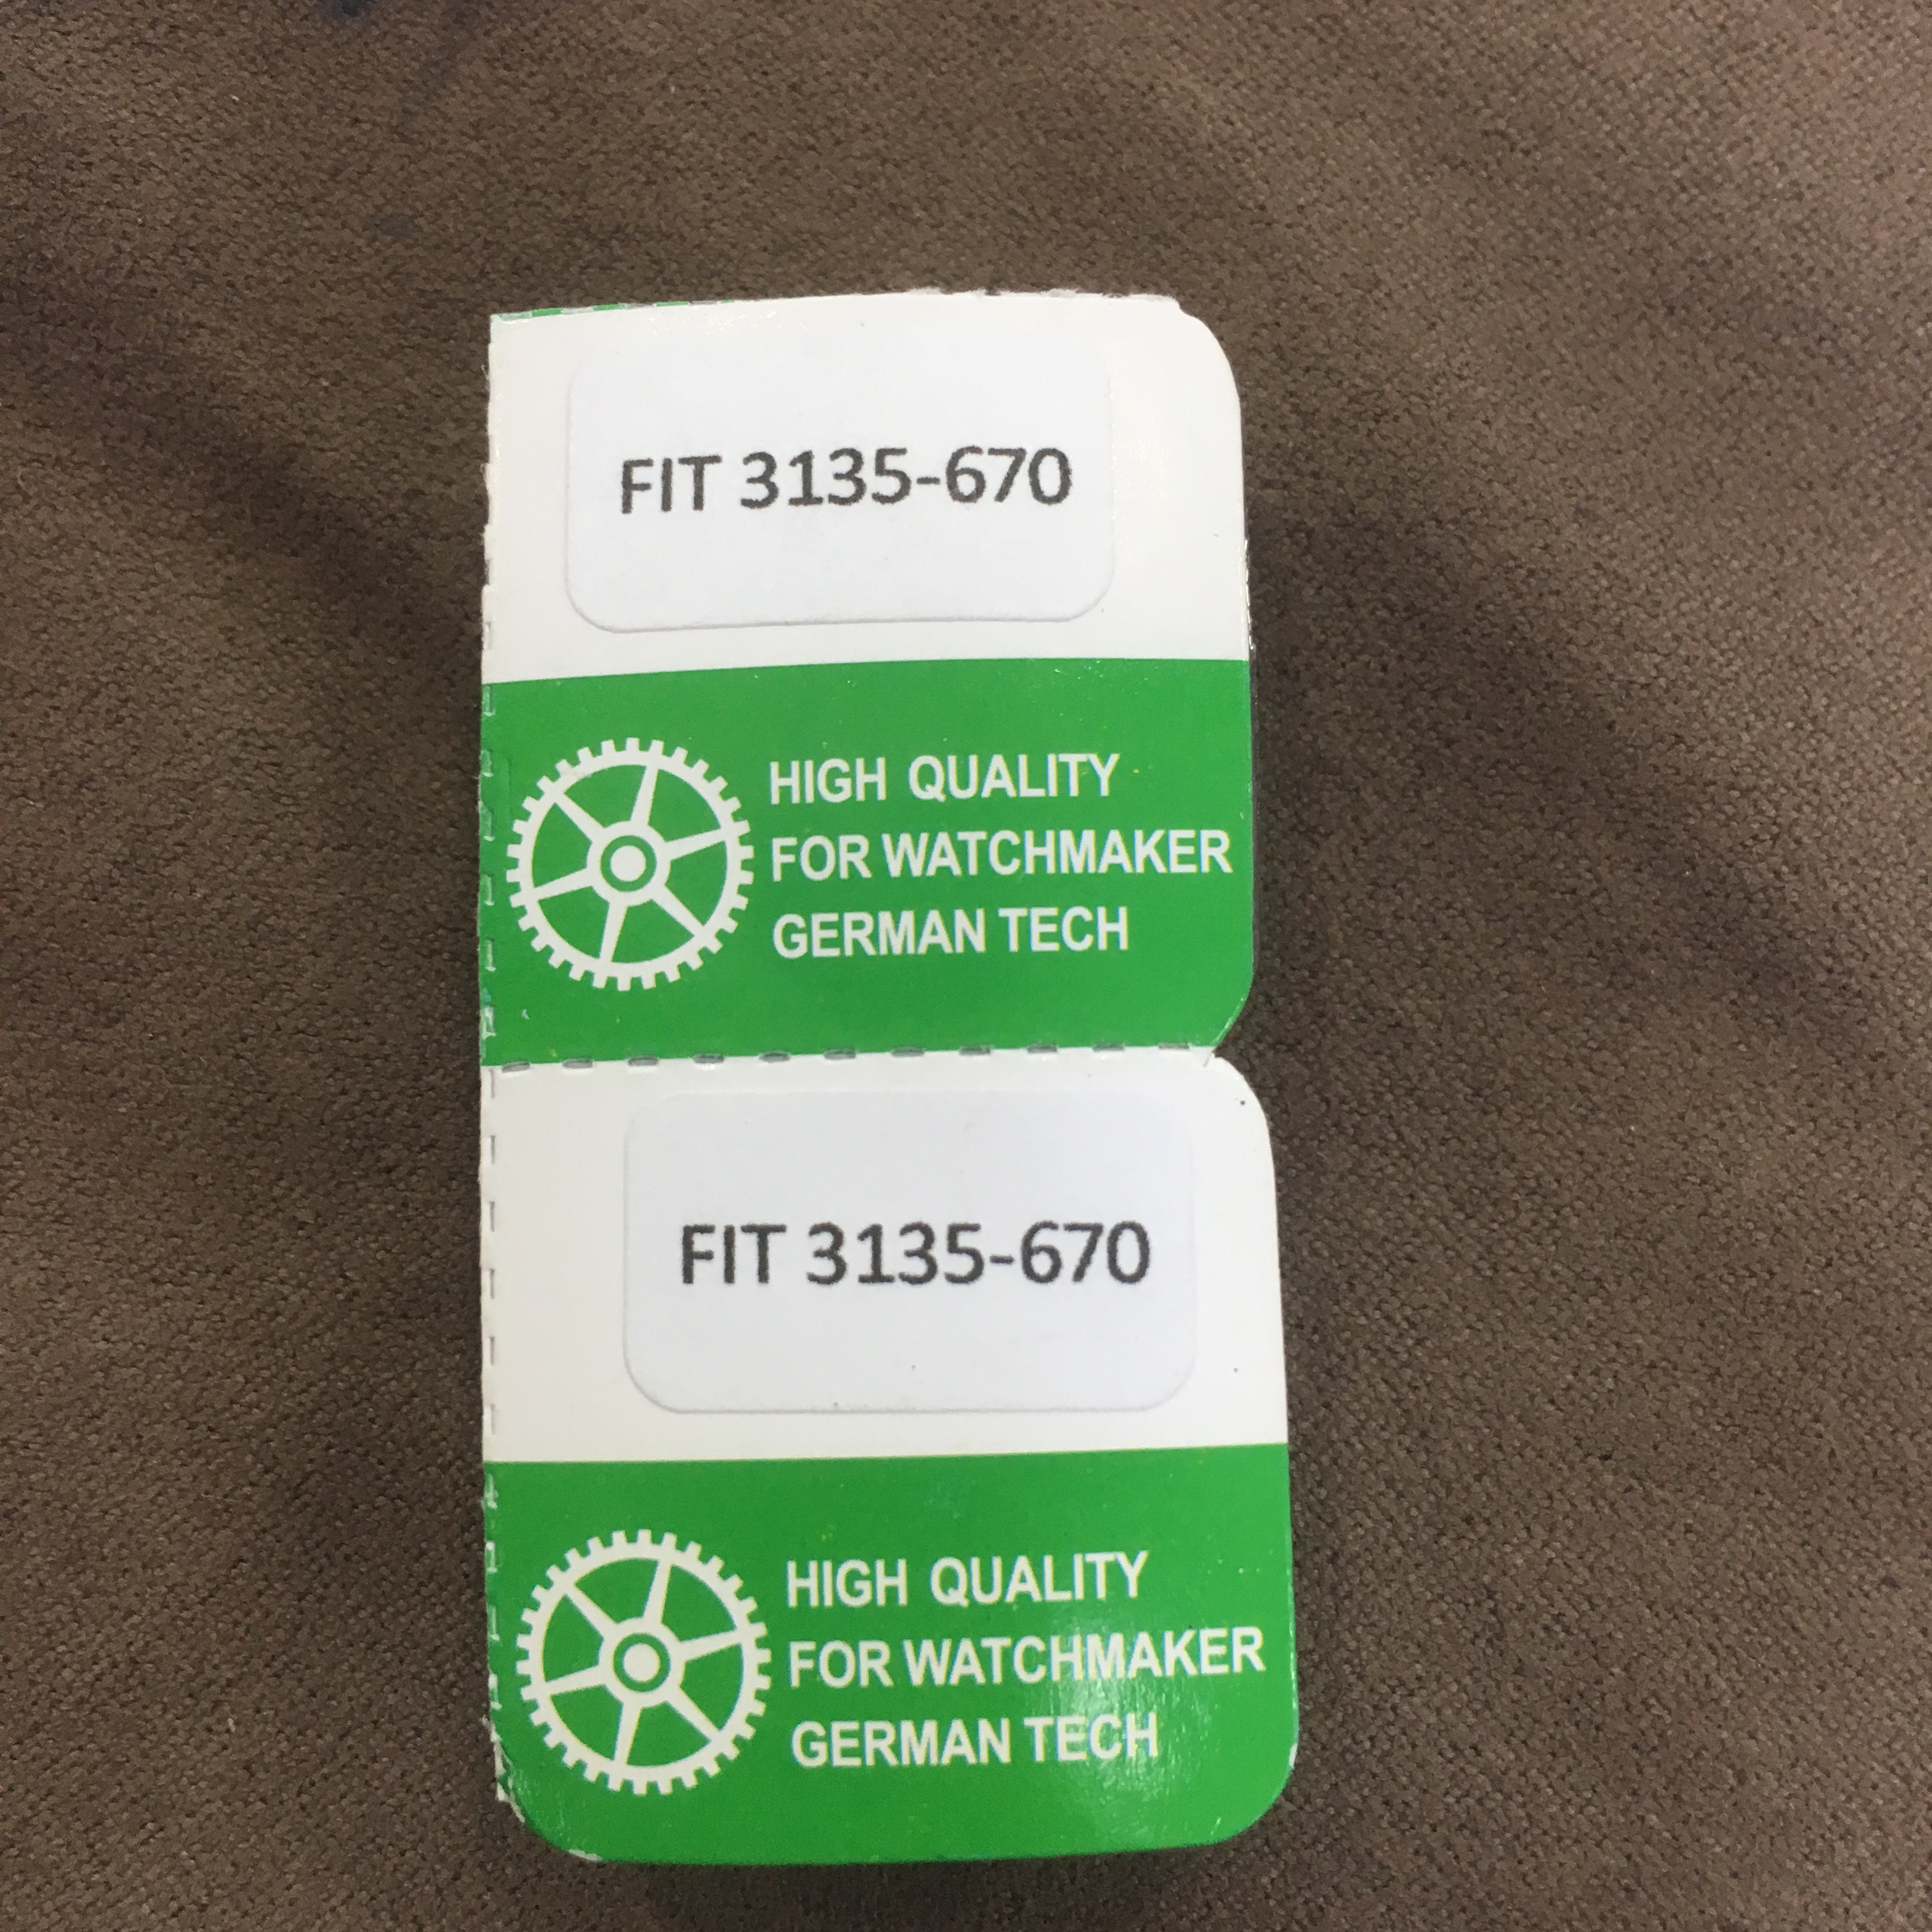 FIT 3135-670
HIGH QUALITY
FOR WATCHMAKER
GERMAN TECH
FIT 3135-670
HIGH QUALITY
FOR WATCHMAKER
GERMAN TECH